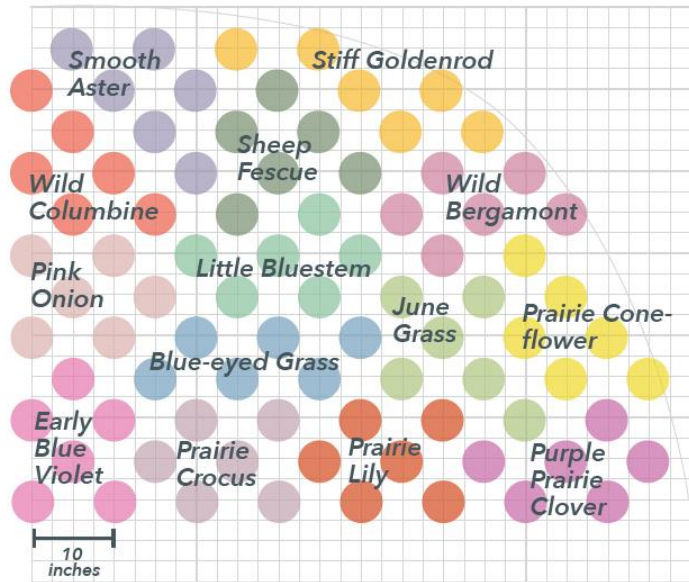 Smooth
Aster
Stiff Goldenrod
Sheep
Fescue
Wild
Columbine
Wild
Bergamont
Pink
Onion
Little Bluestem
June
Grass
Prairie Cone-
flower
Blue-eyed Grass
Early
Blue
Violet
Prairie
Crocus
Prairie
Lily
Purple
Prairie
Clover
10
inches